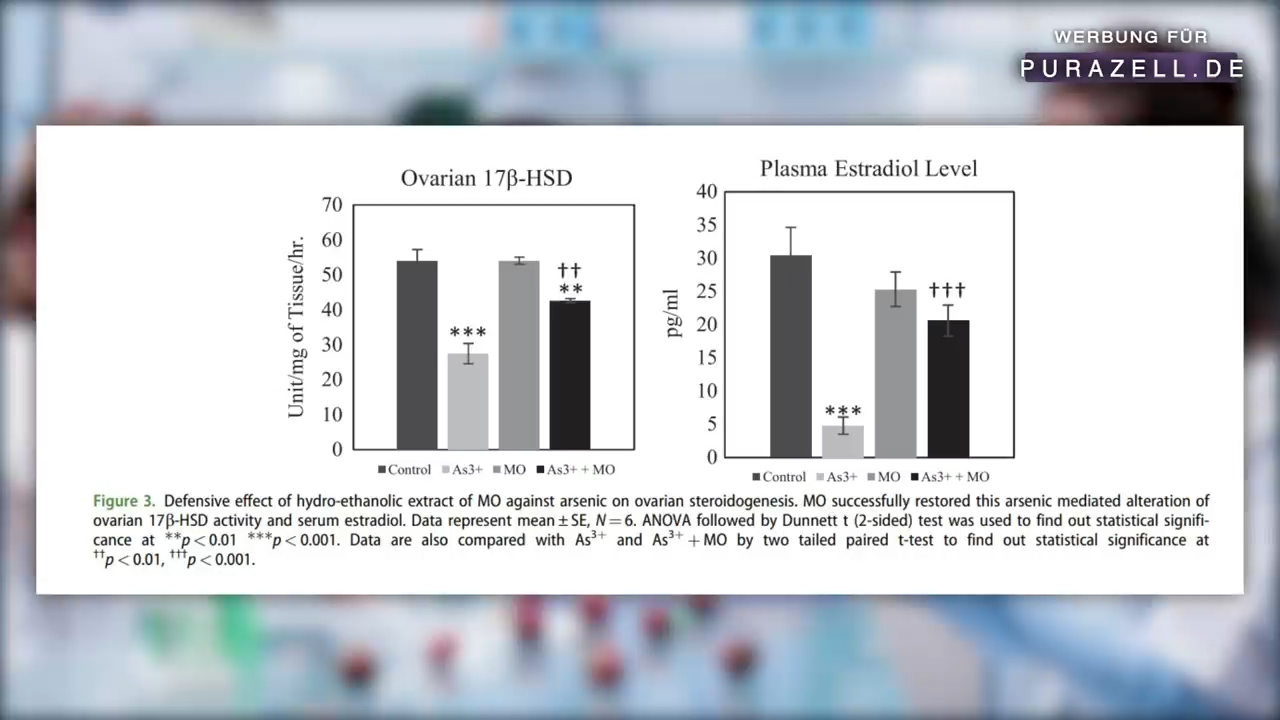 WERBUNG FÜR
PURAZELL.DE
Ovarian 17β-HSD
Unit/mg of Tissue/hr.
70
60
50
40
30
20
10
0
***
††
**
Control As3+ MO As3+ + MO
Plasma Estradiol Level
pg/ml
40
35
30
25
20
15
10
5
0
***
†††
Control As3+ MO As3+ + MO
Figure 3. Defensive effect of hydro-ethanolic extract of MO against arsenic on ovarian steroidogenesis. MO successfully restored this arsenic mediated alteration of
ovarian 17β-HSD activity and serum estradiol. Data represent mean ± SE, N = 6. ANOVA followed by Dunnett t (2-sided) test was used to find out statistical signifi-
cance at **p < 0.01 ***p < 0.001. Data are also compared with As³⁺ and As³⁺ + MO by two tailed paired t-test to find out statistical significance at
††p < 0.01, †††p < 0.001.